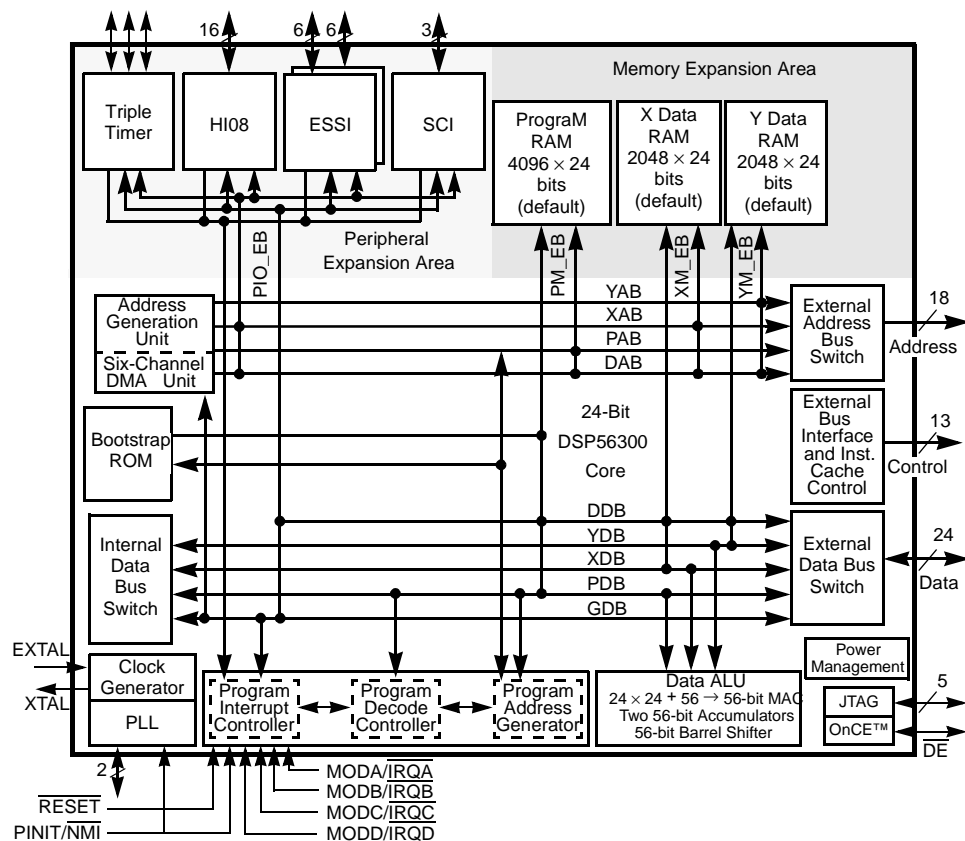 16
6
6
3
Memory Expansion Area
Triple
Timer
HI08
ESSI
SCI
PrograM
RAM
4096 × 24
bits
(default)
X Data
RAM
2048 × 24
bits
(default)
Y Data
RAM
2048 × 24
bits
(default)
Peripheral
Expansion Area
PIO_EB
PM_EB
XM_EB
YM_EB
Address
Generation
Unit
Six-Channel
DMA Unit
YAB
XAB
PAB
DAB
External
Address
Bus
Switch
18
Address
Bootstrap
ROM
24-Bit
DSP56300
Core
External
Bus
Interface
and Inst.
Cache
Control
13
Control
Internal
Data
Bus
Switch
DDB
YDB
XDB
PDB
GDB
External
Data Bus
Switch
24
Data
EXTAL
XTAL
Clock
Generator
PLL
2
Program
Interrupt
Controller
Program
Decode
Controller
Program
Address
Generator
Data ALU
24 × 24 + 56 → 56-bit MAC
Two 56-bit Accumulators
56-bit Barrel Shifter
Power
Management
JTAG
OnCE™
5
DE
RESET
PINIT/NMI
MODA/IRQA
MODB/IRQB
MODC/IRQC
MODD/IRQD